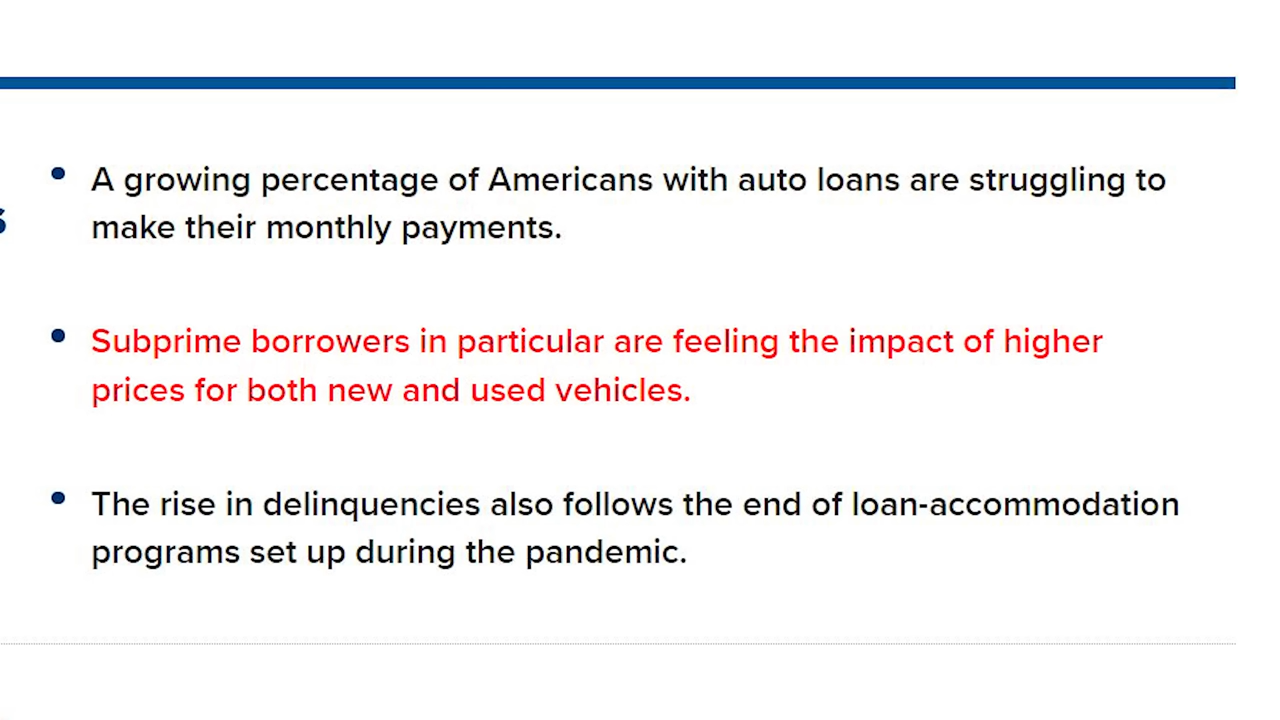 • A growing percentage of Americans with auto loans are struggling to
make their monthly payments.
• Subprime borrowers in particular are feeling the impact of higher
prices for both new and used vehicles.
• The rise in delinquencies also follows the end of loan-accommodation
programs set up during the pandemic.